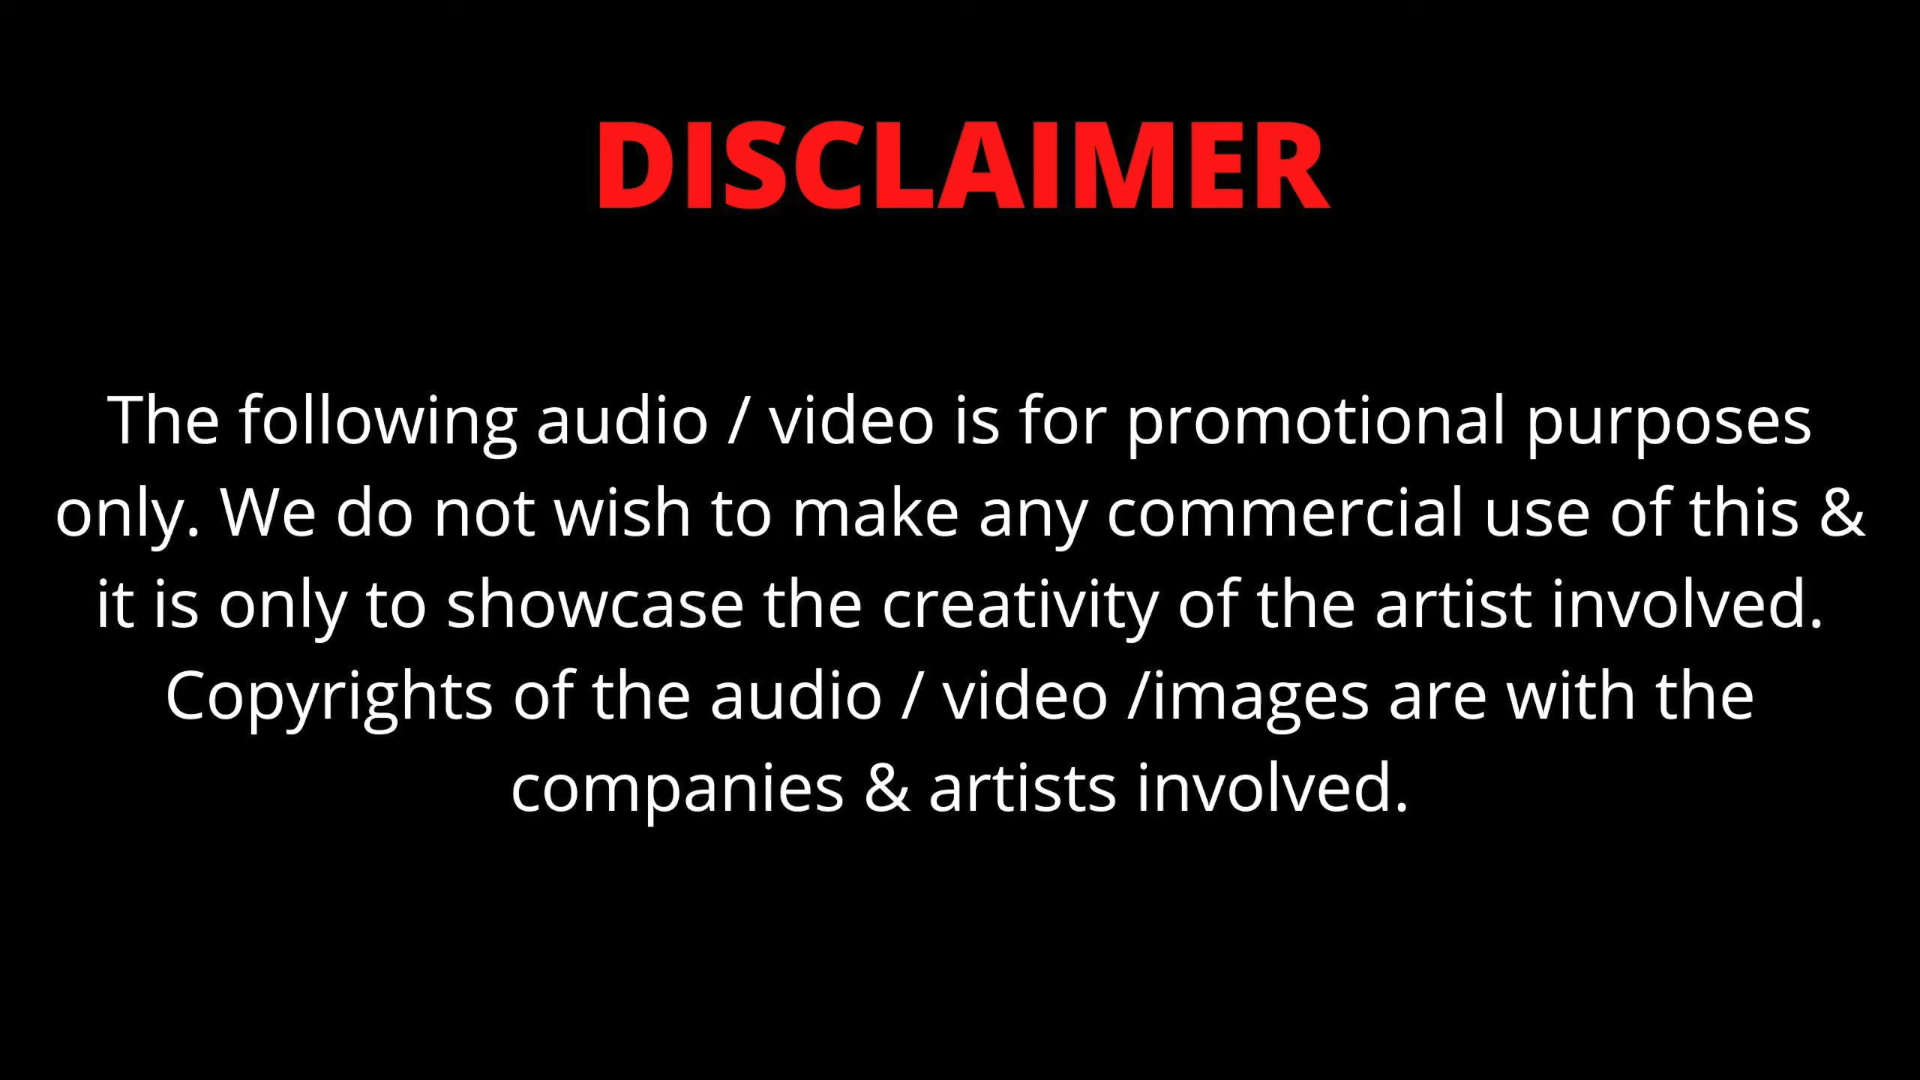 DISCLAIMER
The following audio / video is for promotional purposes
only. We do not wish to make any commercial use of this &
it is only to showcase the creativity of the artist involved.
Copyrights of the audio / video /images are with the
companies & artists involved.